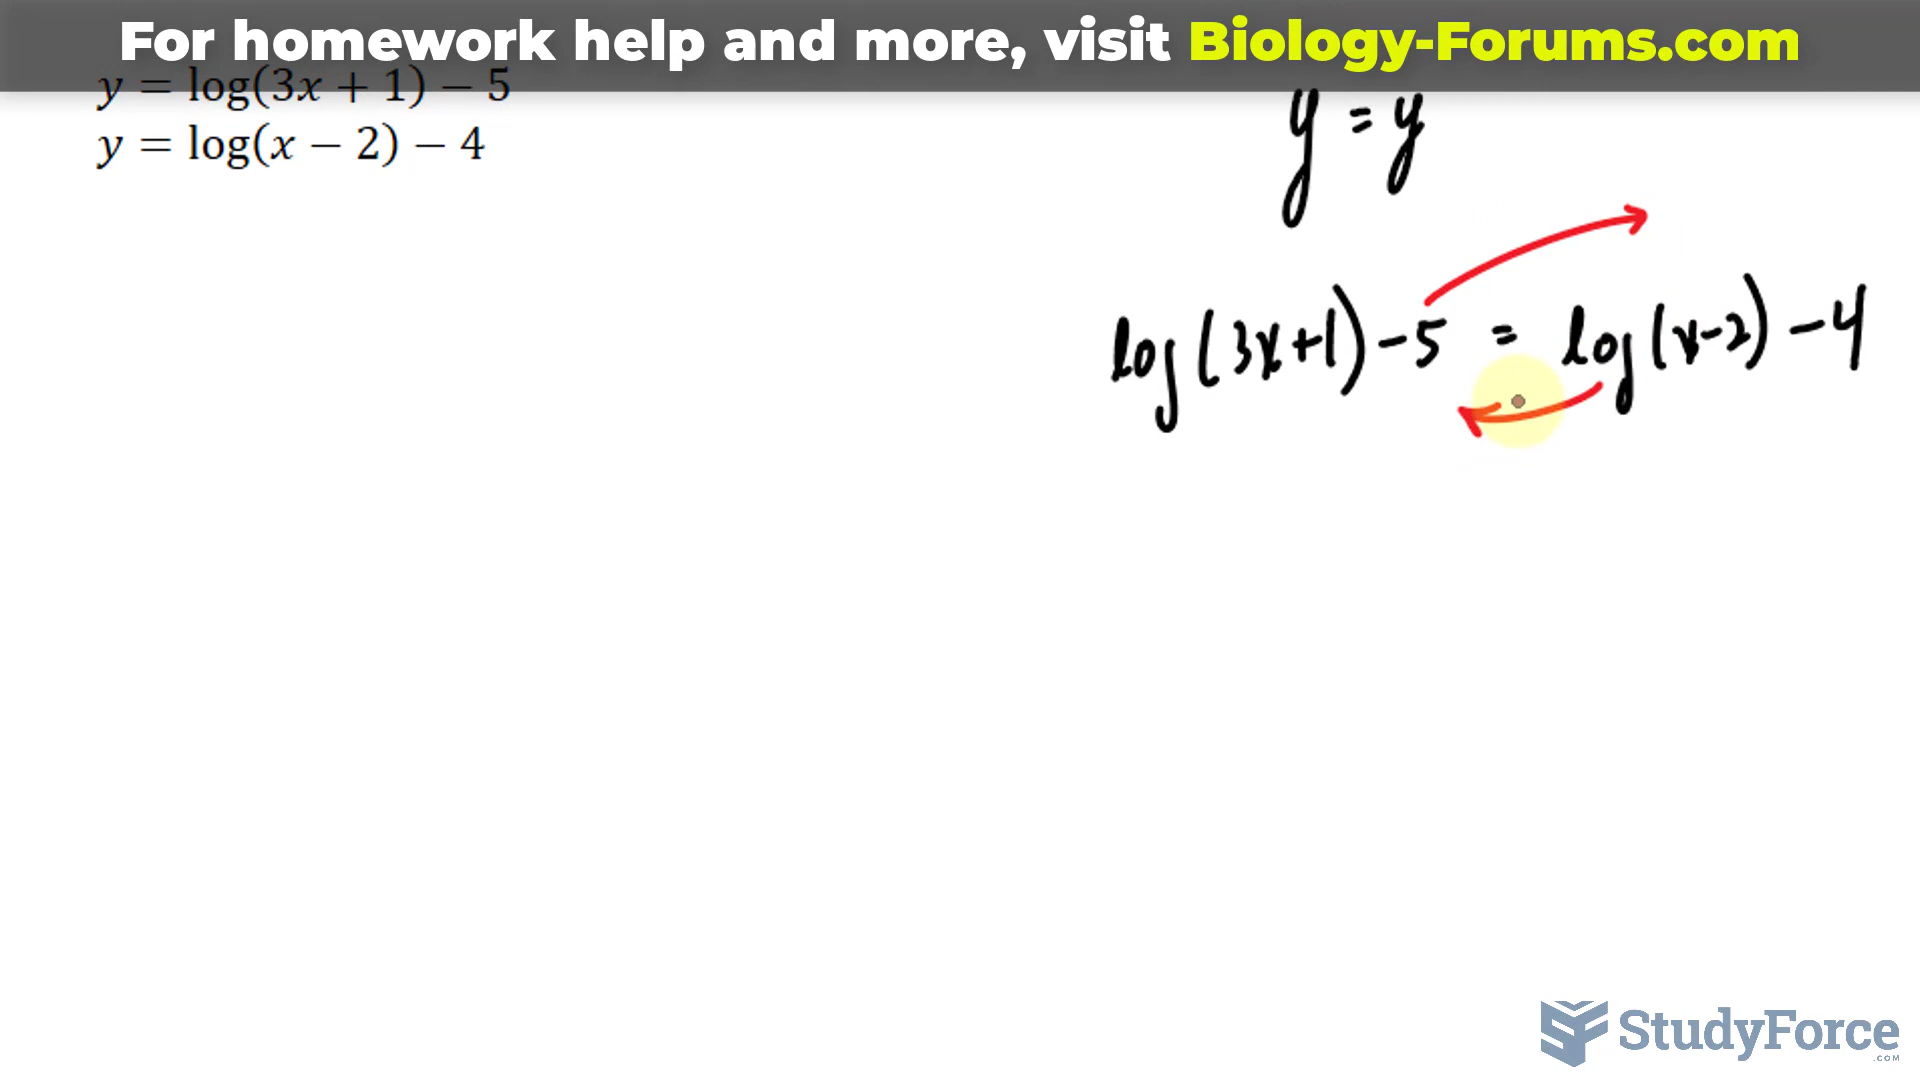 For homework help and more, visit Biology-Forums.com
y = log(3x + 1) − 5
y = log(x − 2) − 4
y = y
log(3x+1) - 5 = log(x-2) - 4
StudyForce
.COM